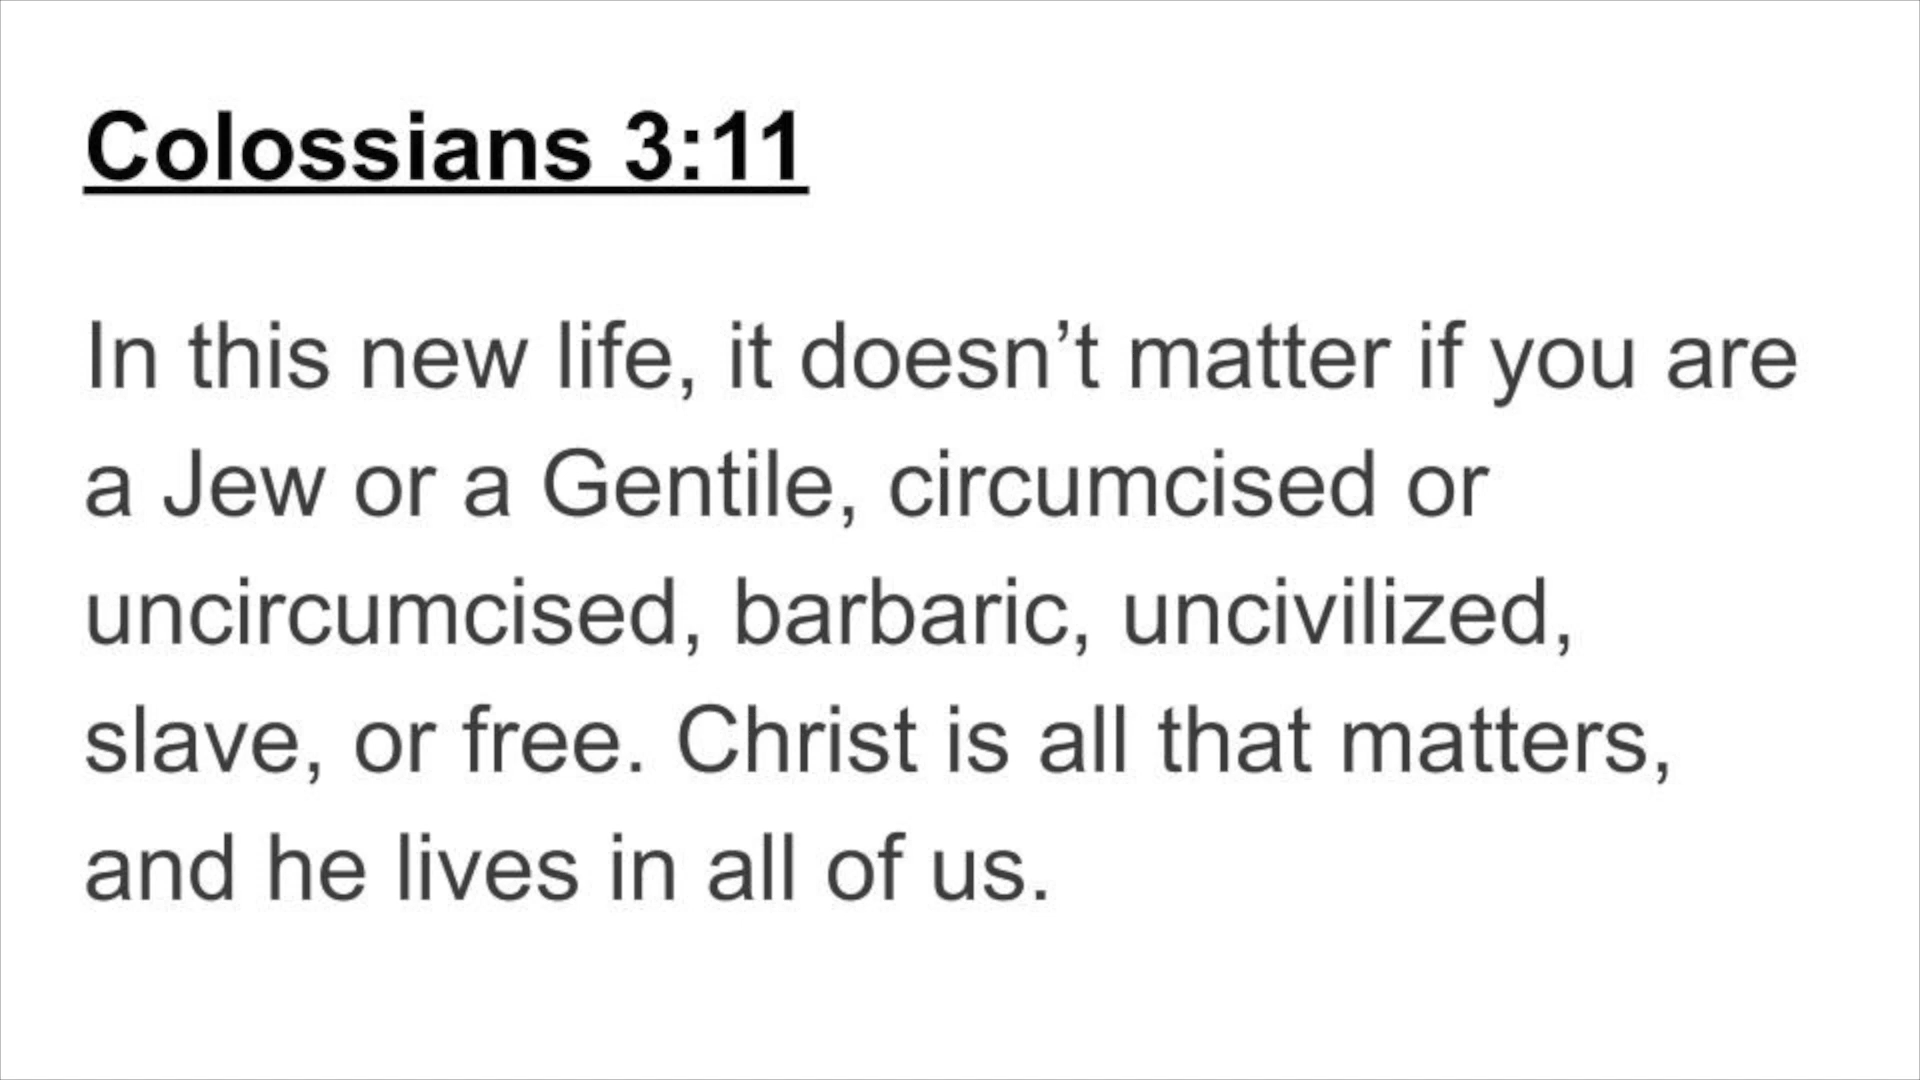 Colossians 3:11
In this new life, it doesn’t matter if you are
a Jew or a Gentile, circumcised or
uncircumcised, barbaric, uncivilized,
slave, or free. Christ is all that matters,
and he lives in all of us.